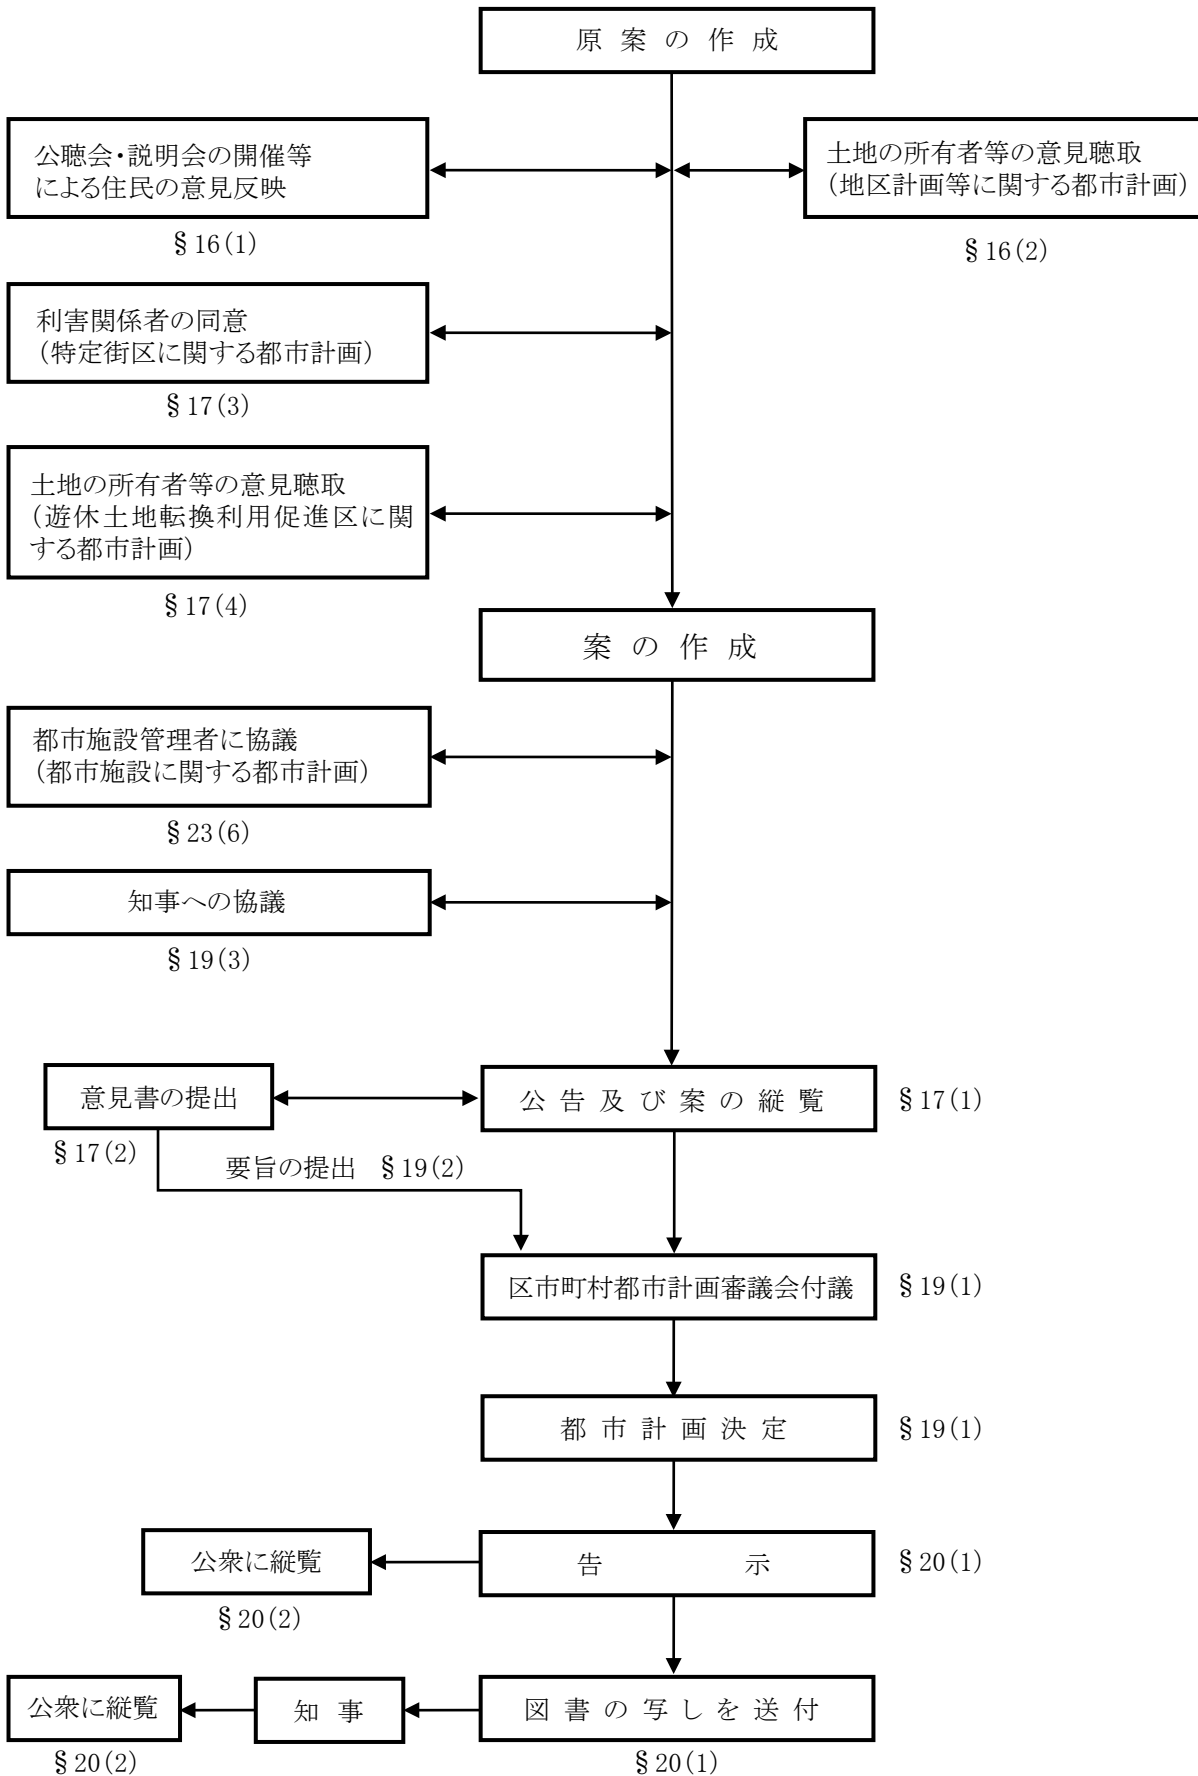 原案の作成
公聴会・説明会の開催等
による住民の意見反映
§16(1)
土地の所有者等の意見聴取
(地区計画等に関する都市計画)
§16(2)
利害関係者の同意
(特定街区に関する都市計画)
§17(3)
土地の所有者等の意見聴取
(遊休土地転換利用促進区に関
する都市計画)
§17(4)
案の作成
都市施設管理者に協議
(都市施設に関する都市計画)
§23(6)
知事への協議
§19(3)
意見書の提出
§17(2)
公告及び案の縦覧
§17(1)
要旨の提出 §19(2)
区市町村都市計画審議会付議
§19(1)
都市計画決定
§19(1)
公衆に縦覧
§20(2)
告示
§20(1)
公衆に縦覧
§20(2)
知事
図書の写しを送付
§20(1)